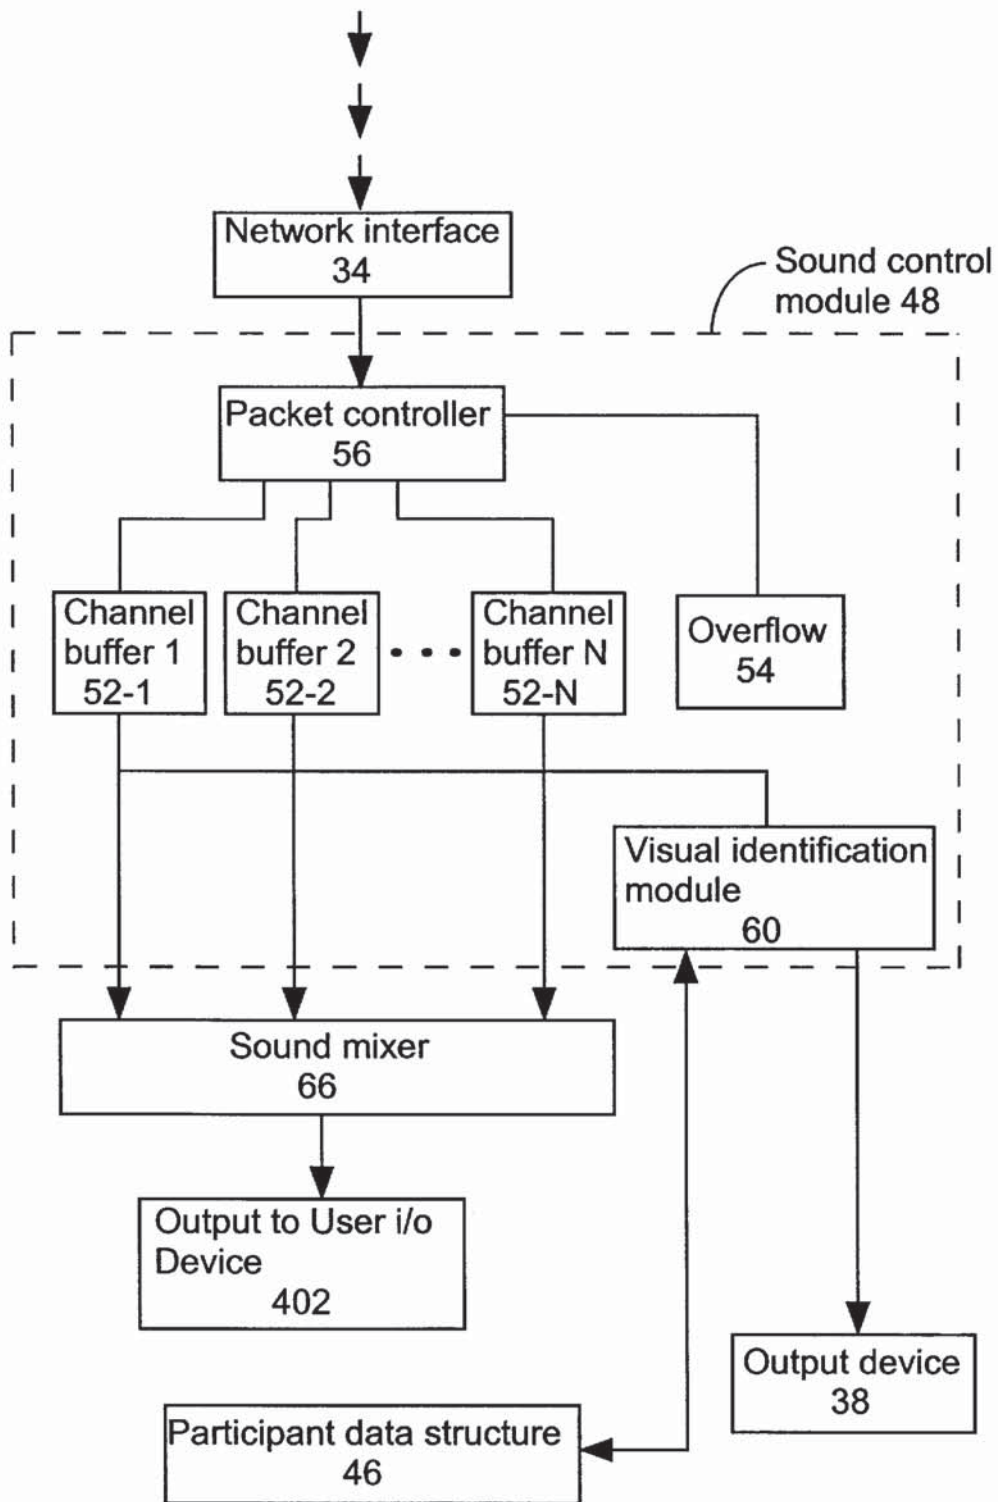 Network interface
34
Sound control
module 48
Packet controller
56
Channel
buffer 1
52-1
Channel
buffer 2
52-2
Channel
buffer N
52-N
Overflow
54
Visual identification
module
60
Sound mixer
66
Output to User i/o
Device
402
Output device
38
Participant data structure
46